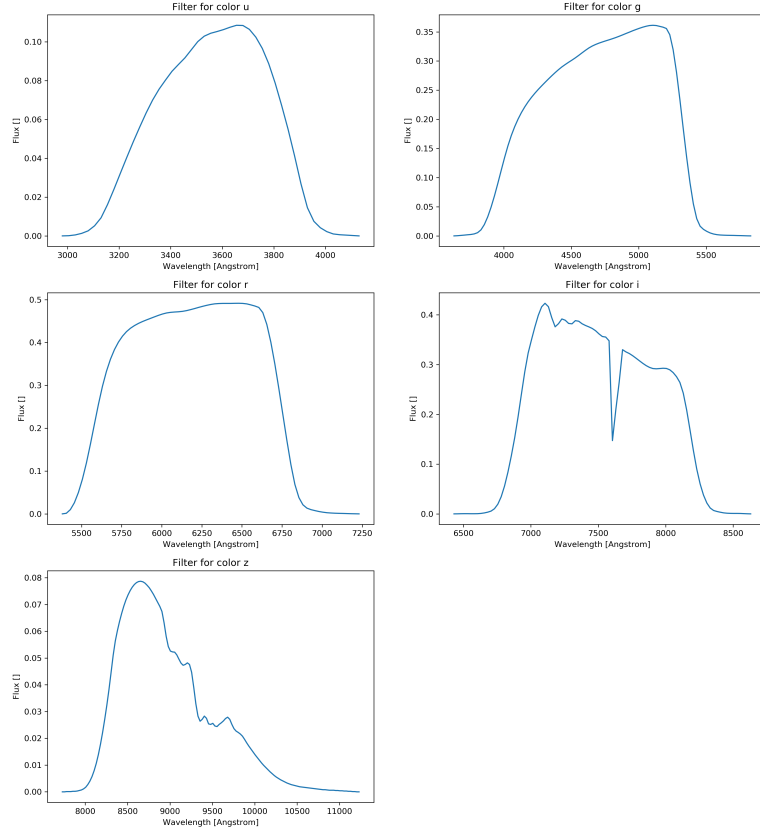 Filter for color u
0.10
0.08
0.06
0.04
0.02
0.00
Flux []
3000 3200 3400 3600 3800 4000
Wavelength [Angstrom]
Filter for color g
0.35
0.30
0.25
0.20
0.15
0.10
0.05
0.00
Flux []
4000 4500 5000 5500
Wavelength [Angstrom]
Filter for color r
0.5
0.4
0.3
0.2
0.1
0.0
Flux []
5500 5750 6000 6250 6500 6750 7000 7250
Wavelength [Angstrom]
Filter for color i
0.4
0.3
0.2
0.1
0.0
Flux []
6500 7000 7500 8000 8500
Wavelength [Angstrom]
Filter for color z
0.08
0.07
0.06
0.05
0.04
0.03
0.02
0.01
0.00
Flux []
8000 8500 9000 9500 10000 10500 11000
Wavelength [Angstrom]